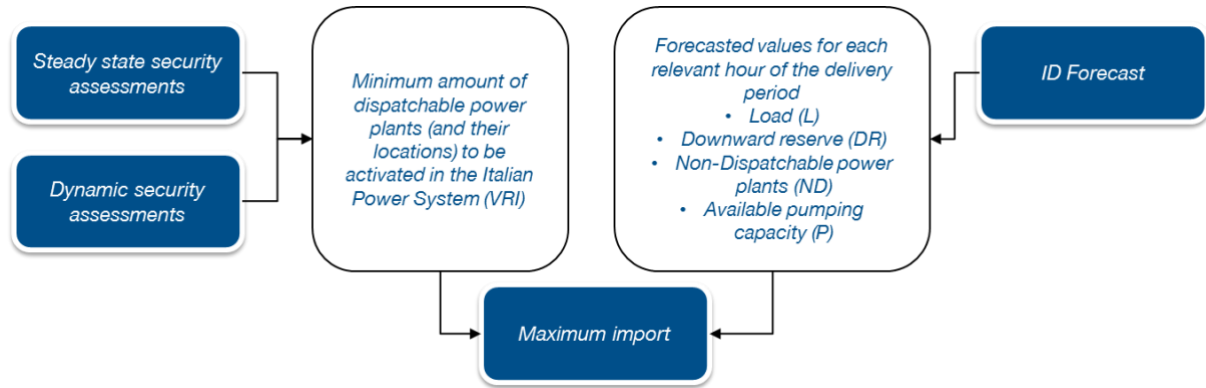 Steady state security
assessments
Dynamic security
assessments
Minimum amount of
dispatchable power
plants (and their
locations) to be
activated in the Italian
Power System (VRI)
Forecasted values for each
relevant hour of the delivery
period
• Load (L)
• Downward reserve (DR)
• Non-Dispatchable power
plants (ND)
• Available pumping
capacity (P)
ID Forecast
Maximum import